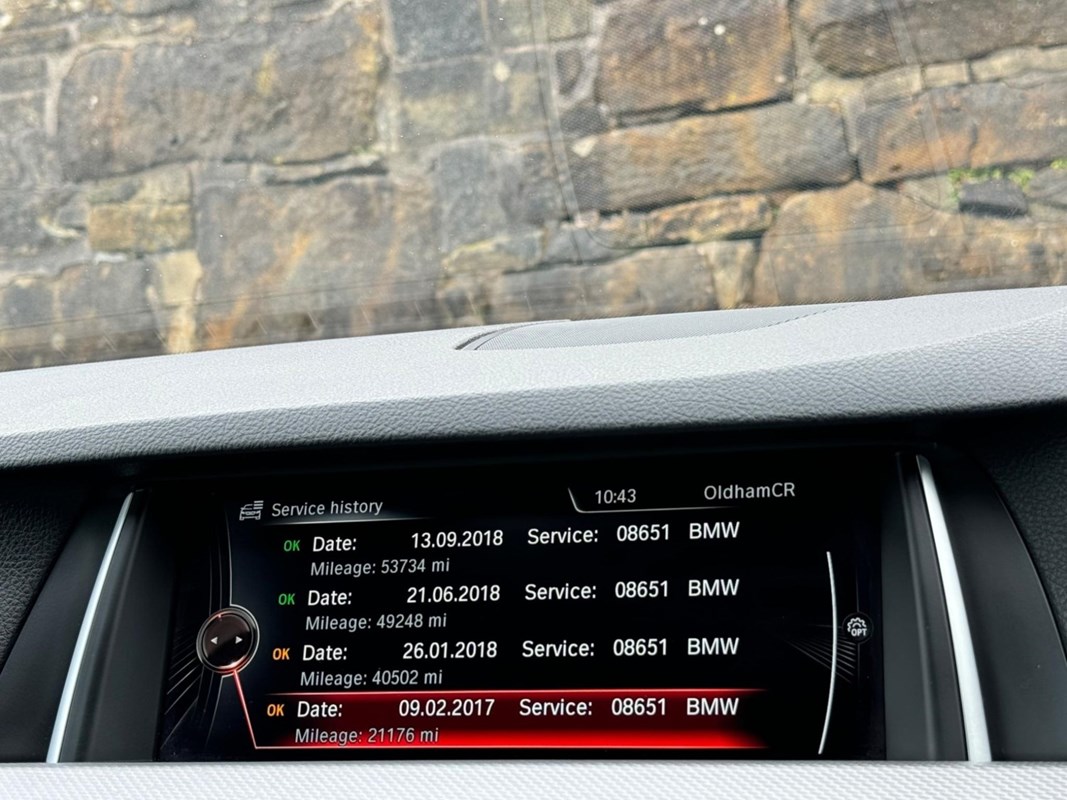 Service history 10:43 OldhamCR
OK Date: 13.09.2018 Service: 08651 BMW
Mileage: 53734 mi
OK Date: 21.06.2018 Service: 08651 BMW
Mileage: 49248 mi
OK Date: 26.01.2018 Service: 08651 BMW
Mileage: 40502 mi
OK Date: 09.02.2017 Service: 08651 BMW
Mileage: 21176 mi
OPT